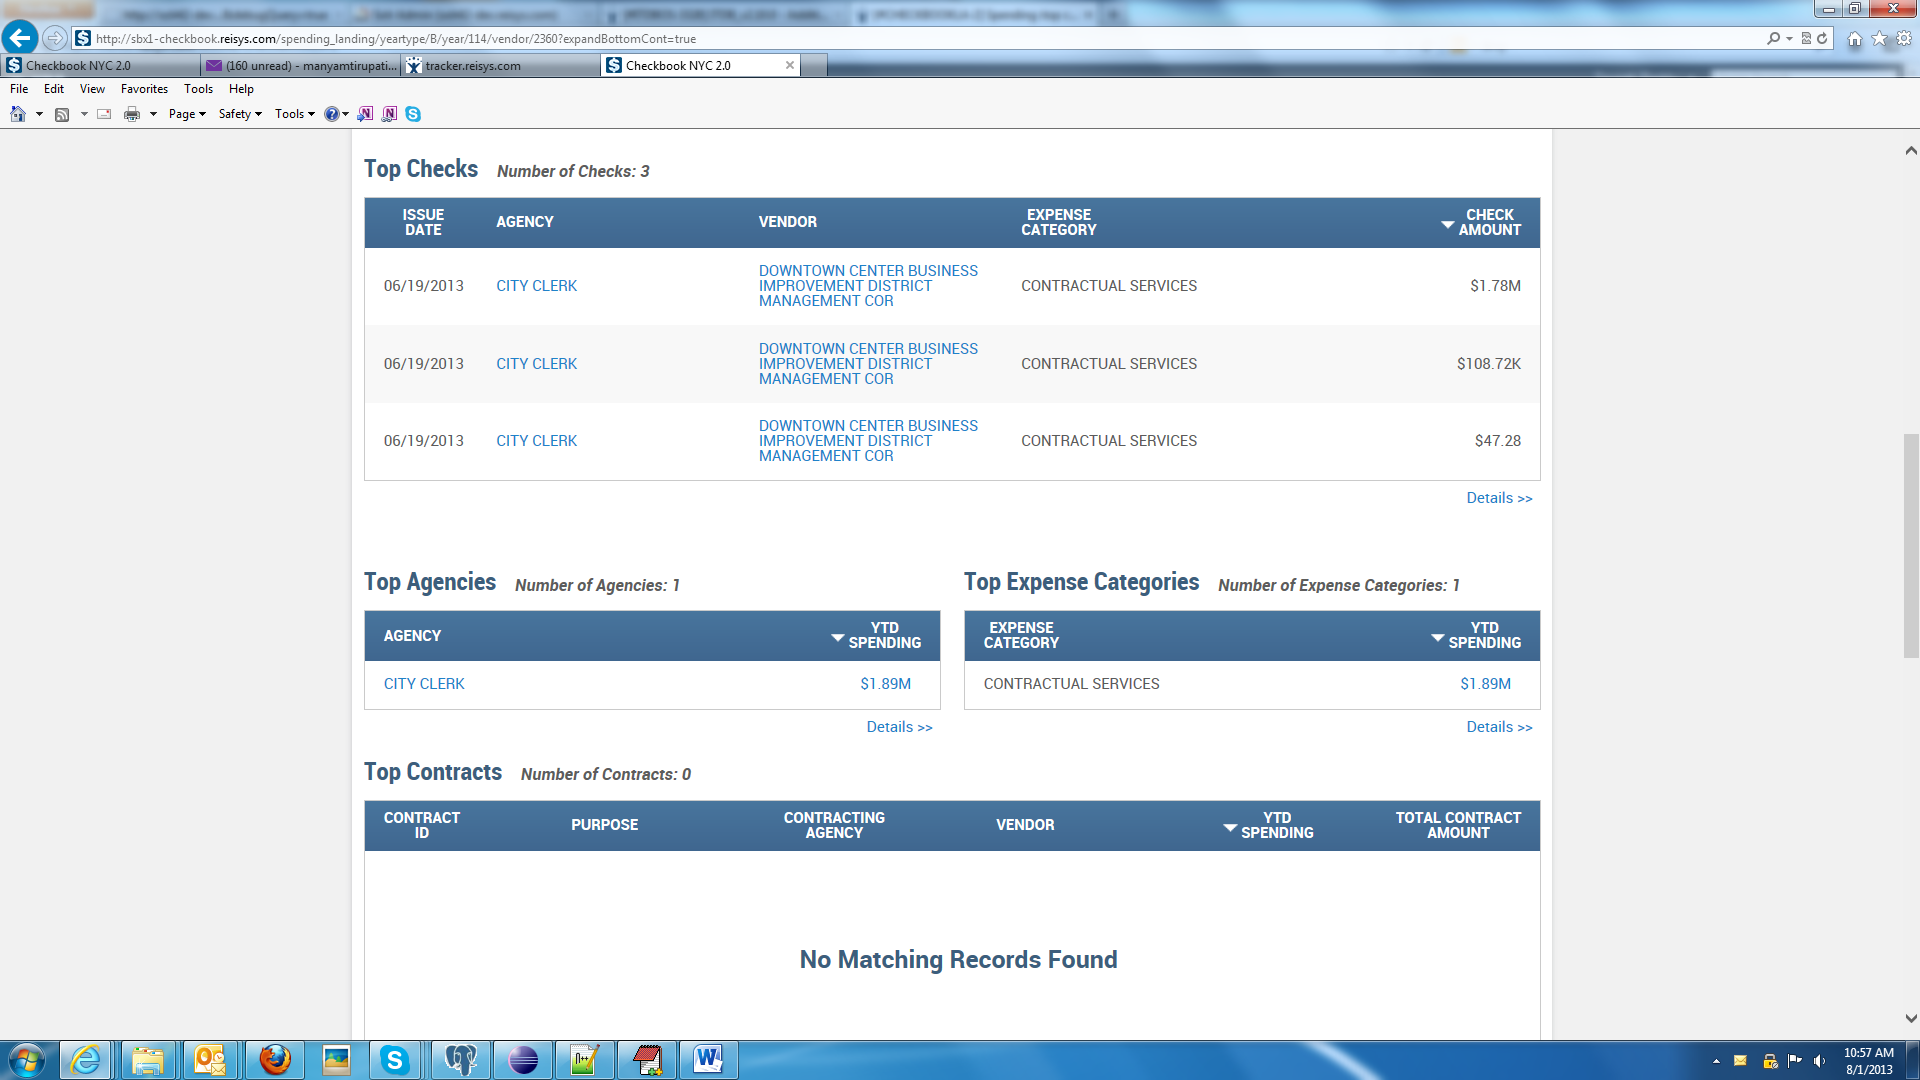 http://sbx1-checkbook.reisys.com/spending_landing/yeartype/B/year/114/vendor/2360?expandBottomCont=true
Checkbook NYC 2.0
(160 unread) - manyamtirupati...
tracker.reisys.com
Checkbook NYC 2.0
File Edit View Favorites Tools Help
Page Safety Tools
Top Checks Number of Checks: 3
ISSUE DATE AGENCY VENDOR EXPENSE CATEGORY CHECK AMOUNT
06/19/2013 CITY CLERK DOWNTOWN CENTER BUSINESS IMPROVEMENT DISTRICT MANAGEMENT COR CONTRACTUAL SERVICES $1.78M
06/19/2013 CITY CLERK DOWNTOWN CENTER BUSINESS IMPROVEMENT DISTRICT MANAGEMENT COR CONTRACTUAL SERVICES $108.72K
06/19/2013 CITY CLERK DOWNTOWN CENTER BUSINESS IMPROVEMENT DISTRICT MANAGEMENT COR CONTRACTUAL SERVICES $47.28
Details >>
Top Agencies Number of Agencies: 1
AGENCY YTD SPENDING
CITY CLERK $1.89M
Details >>
Top Expense Categories Number of Expense Categories: 1
EXPENSE CATEGORY YTD SPENDING
CONTRACTUAL SERVICES $1.89M
Details >>
Top Contracts Number of Contracts: 0
CONTRACT ID PURPOSE CONTRACTING AGENCY VENDOR YTD SPENDING TOTAL CONTRACT AMOUNT
No Matching Records Found
10:57 AM
8/1/2013